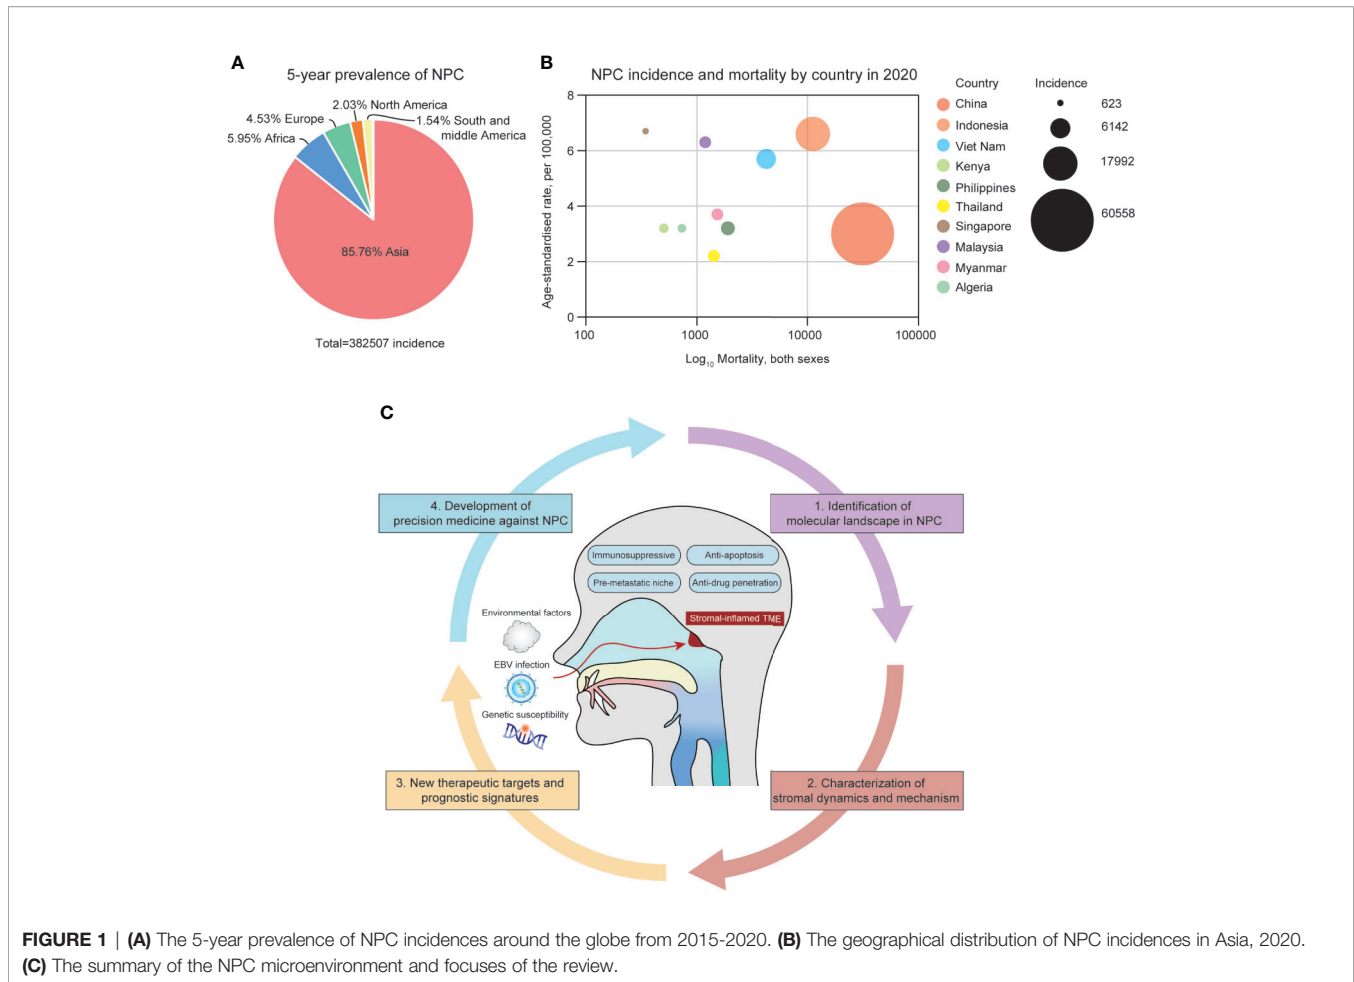 A
5-year prevalence of NPC
2.03% North America
4.53% Europe
1.54% South and
middle America
5.95% Africa
85.76% Asia
Total=382507 incidence
B
NPC incidence and mortality by country in 2020
Age-standardised rate, per 100,000
8
6
4
2
0
100
1000
10000
100000
Log10 Mortality, both sexes
Country
China
Indonesia
Viet Nam
Kenya
Philippines
Thailand
Singapore
Malaysia
Myanmar
Algeria
Incidence
623
6142
17992
60558
C
4. Development of
precision medicine against NPC
1. Identification of
molecular landscape in NPC
Immunosuppressive
Anti-apoptosis
Pre-metastatic niche
Anti-drug penetration
Stromal-inflamed TME
Environmental factors
EBV infection
Genetic susceptibility
3. New therapeutic targets and
prognostic signatures
2. Characterization of
stromal dynamics and mechanism
FIGURE 1 | (A) The 5-year prevalence of NPC incidences around the globe from 2015-2020. (B) The geographical distribution of NPC incidences in Asia, 2020.
(C) The summary of the NPC microenvironment and focuses of the review.